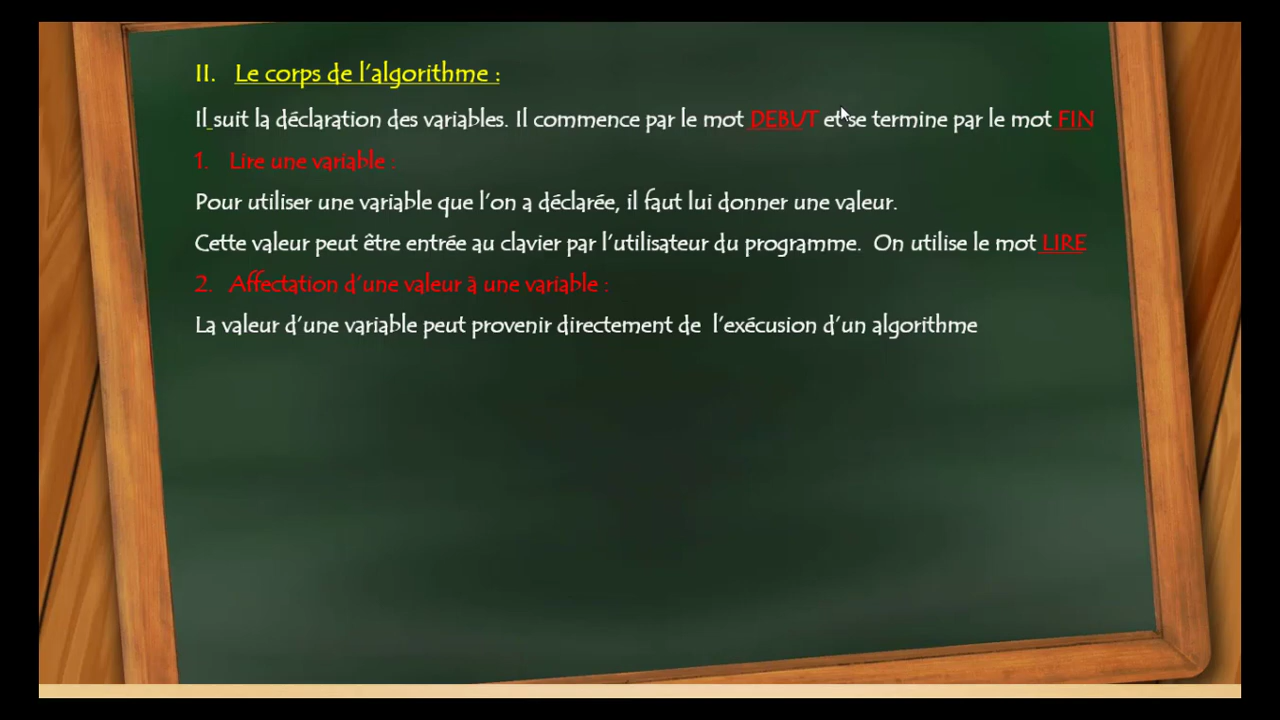 II. Le corps de l'algorithme :
Il suit la déclaration des variables. Il commence par le mot DEBUT et se termine par le mot FIN
1. Lire une variable :
Pour utiliser une variable que l'on a déclarée, il faut lui donner une valeur.
Cette valeur peut être entrée au clavier par l'utilisateur du programme. On utilise le mot LIRE
2. Affectation d'une valeur à une variable :
La valeur d'une variable peut provenir directement de l'exécusion d'un algorithme